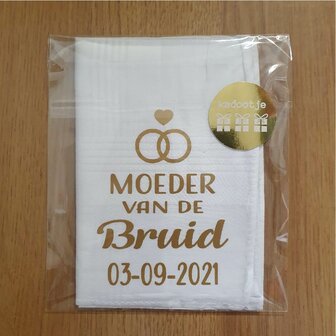 kadootje
MOEDER
VAN DE
Bruid
03-09-2021